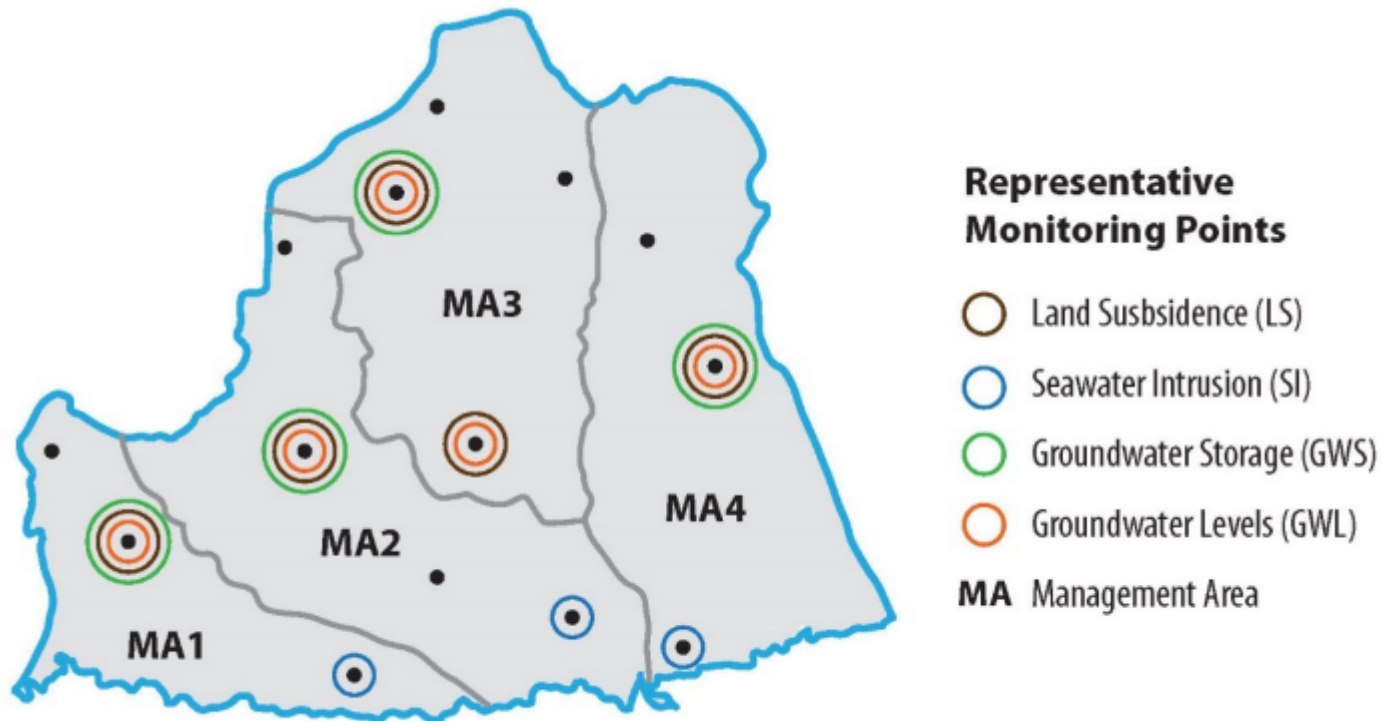 MA3
MA4
MA2
MA1
Representative
Monitoring Points
Land Susbsidence (LS)
Seawater Intrusion (SI)
Groundwater Storage (GWS)
Groundwater Levels (GWL)
MA Management Area